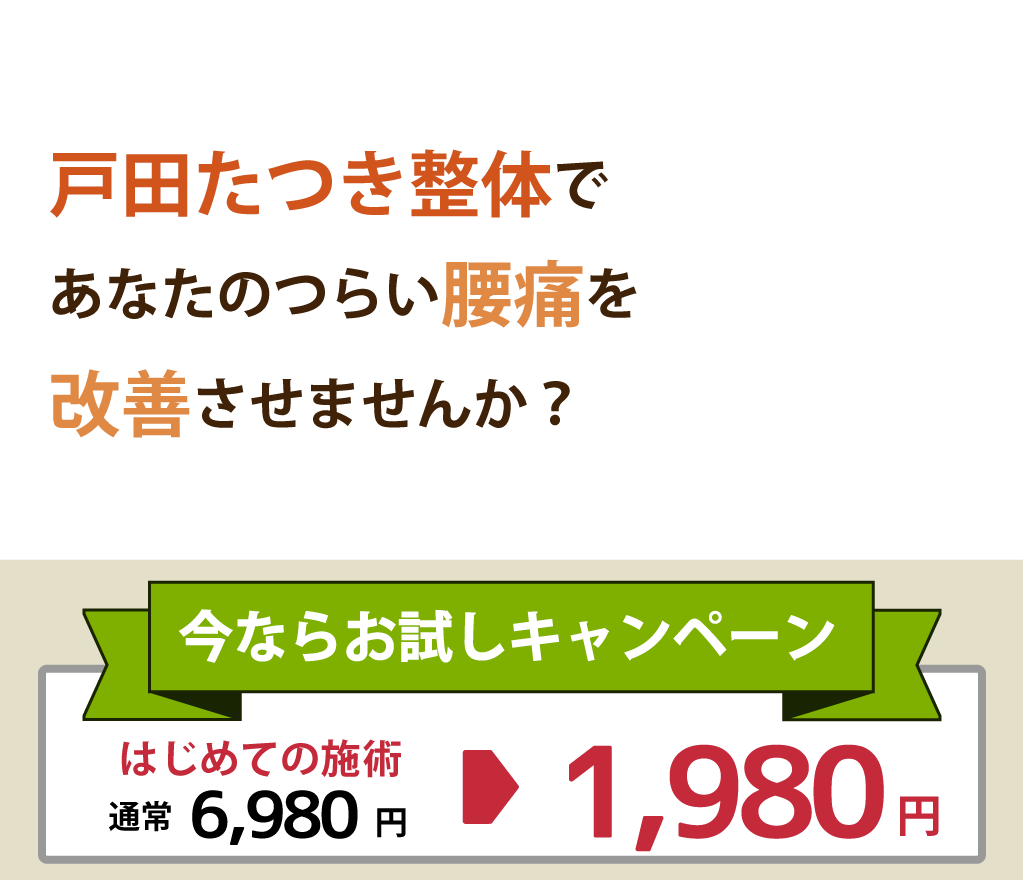 戸田たつき整体で
あなたのつらい腰痛を
改善させませんか？
今ならお試しキャンペーン
はじめての施術
通常 6,980 円
1,980 円